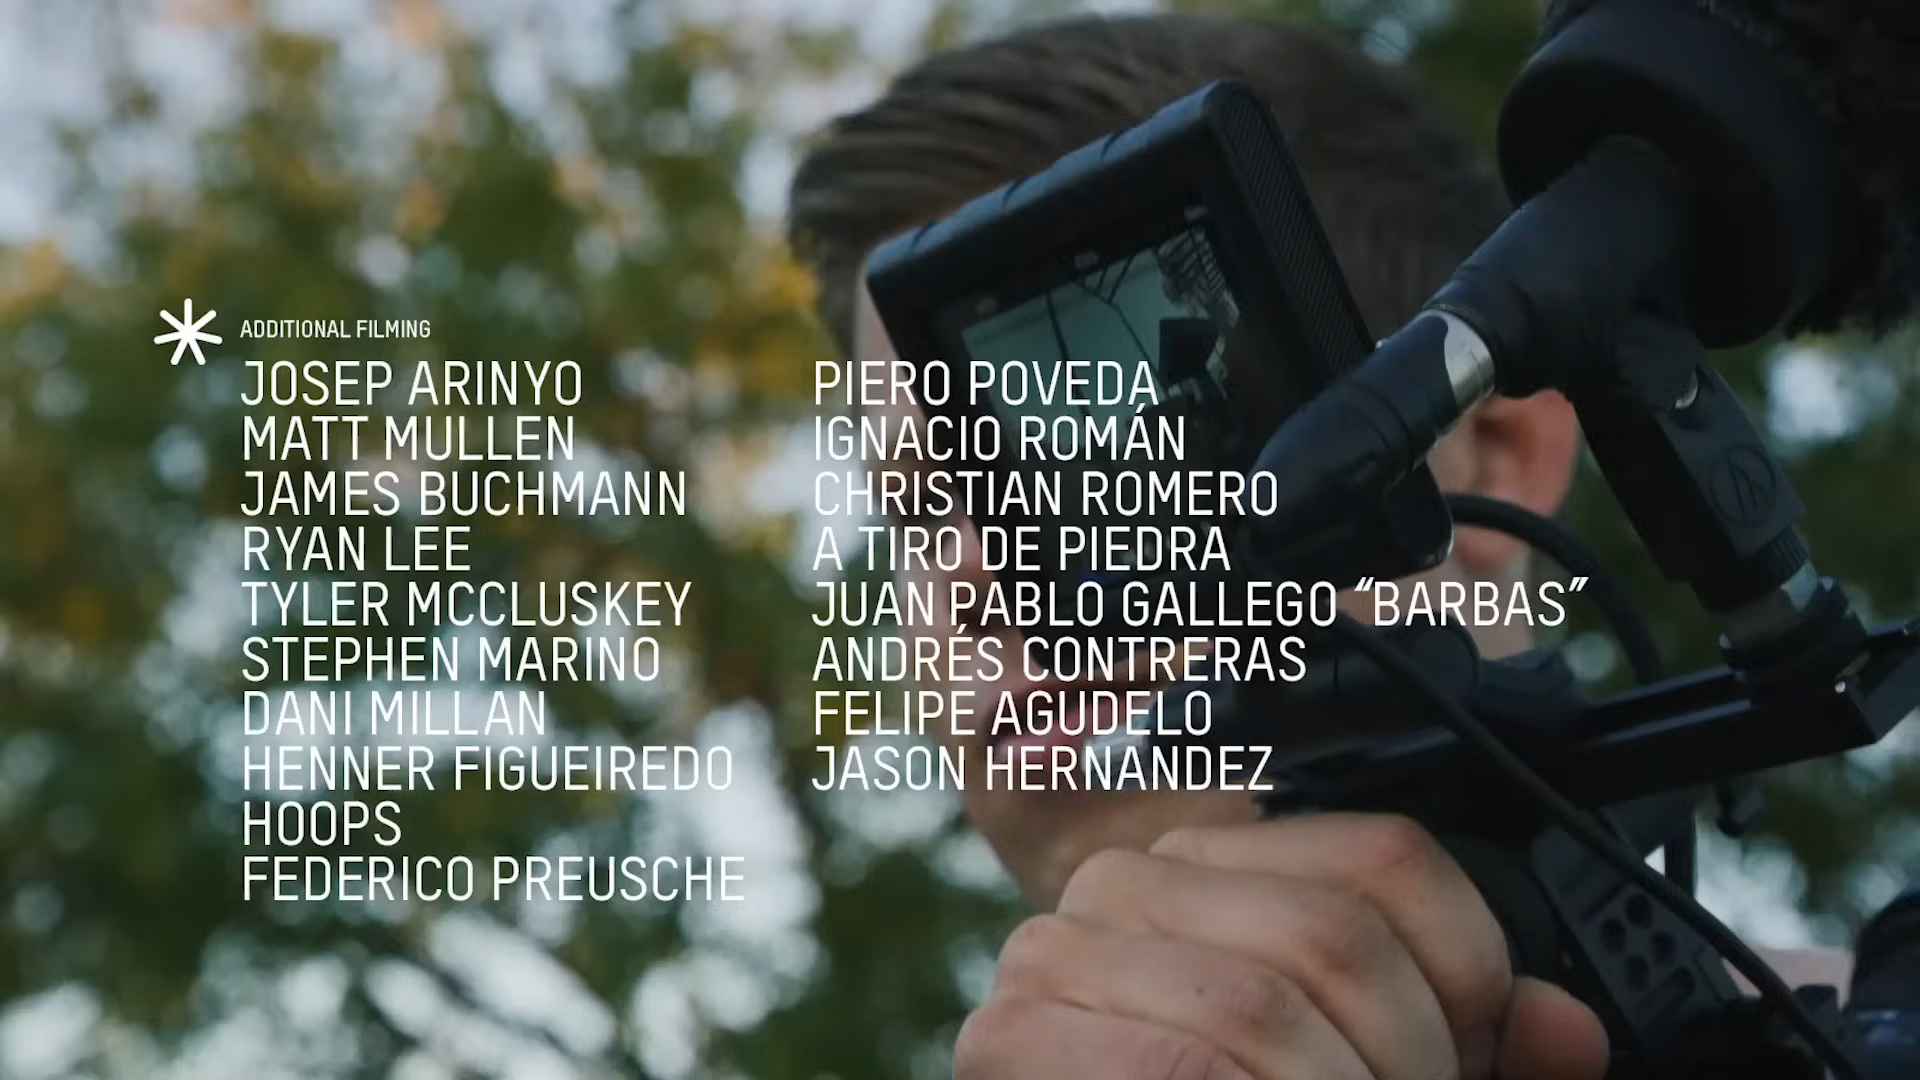 ADDITIONAL FILMING
JOSEP ARINYO
MATT MULLEN
JAMES BUCHMANN
RYAN LEE
TYLER MCCLUSKEY
STEPHEN MARINO
DANI MILLAN
HENNER FIGUEIREDO
HOOPS
FEDERICO PREUSCHE
PIERO POVEDA
IGNACIO ROMÁN
CHRISTIAN ROMERO
A TIRO DE PIEDRA
JUAN PABLO GALLEGO “BARBAS”
ANDRÉS CONTRERAS
FELIPE AGUDELO
JASON HERNANDEZ